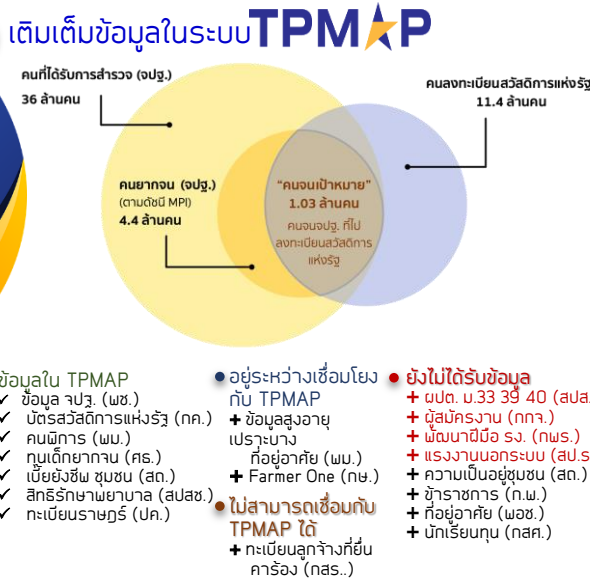 เติมเต็มข้อมูลในระบบTPMAP
คนที่ได้รับการสำรวจ (จปฐ.)
36 ล้านคน
คนลงทะเบียนสวัสดิการแห่งรัฐ
11.4 ล้านคน
คนยากจน (จปฐ.)
(ตามดัชนี MPI)
4.4 ล้านคน
"คนจนเป้าหมาย"
1.03 ล้านคน
คนจนจปฐ. ที่ไป
ลงทะเบียนสวัสดิการ
แห่งรัฐ
ข้อมูลใน TPMAP
✓ ข้อมูล จปฐ. (พช.)
✓ บัตรสวัสดิการแห่งรัฐ (กค.)
✓ คนพิการ (พม.)
✓ ทุนเด็กยากจน (ศธ.)
✓ เบี้ยยังชีพ ชุมชน (สถ.)
✓ สิทธิรักษาพยาบาล (สปสช.)
✓ ทะเบียนราษฎร์ (ปค.)
● อยู่ระหว่างเชื่อมโยง
กับ TPMAP
+ ข้อมูลสูงอายุ
เปราะบาง
ที่อยู่อาศัย (พม.)
+ Farmer One (กษ.)
● ไม่สามารถเชื่อมกับ
TPMAP ได้
+ ทะเบียนลูกจ้างที่ยื่น
คาร้อง (กสร..)
● ยังไม่ได้รับข้อมูล
+ ผปต. ม.33 39 40 (สปส.
+ ผู้สมัครงาน (กกจ.)
+ พัฒนาฝีมือ รง. (กพร.)
+ แรงงานนอกระบบ (สป.ร
+ ความเป็นอยู่ชุมชน (สถ.)
+ ข้าราชการ (ก.พ.)
+ ที่อยู่อาศัย (พอช.)
+ นักเรียนทุน (กสศ.)